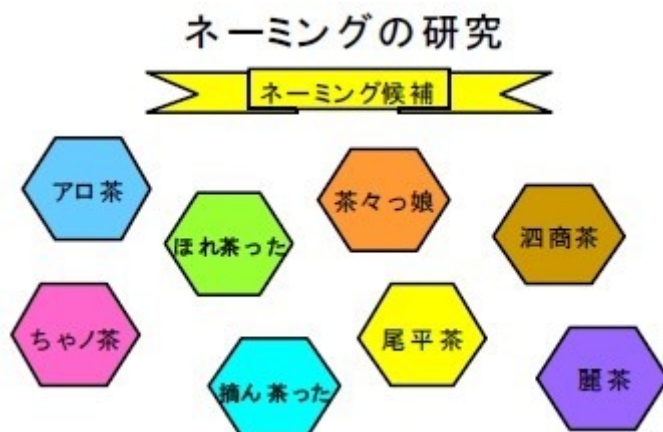 ネーミングの研究
ネーミング候補
アロ茶
ほれ茶った
茶々っ娘
泗商茶
ちゃノ茶
摘ん茶った
尾平茶
麗茶